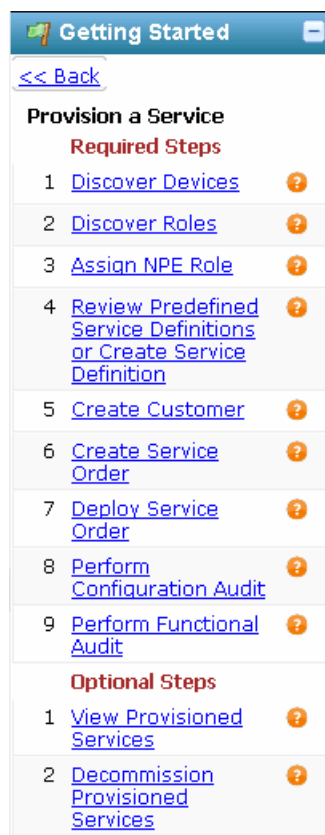 Getting Started
<< Back
Provision a Service
Required Steps
1 Discover Devices ?
2 Discover Roles ?
3 Assign NPE Role ?
4 Review Predefined ?
Service Definitions
or Create Service
Definition
5 Create Customer ?
6 Create Service ?
Order
7 Deploy Service ?
Order
8 Perform ?
Configuration Audit
9 Perform Functional ?
Audit
Optional Steps
1 View Provisioned ?
Services
2 Decommission ?
Provisioned
Services